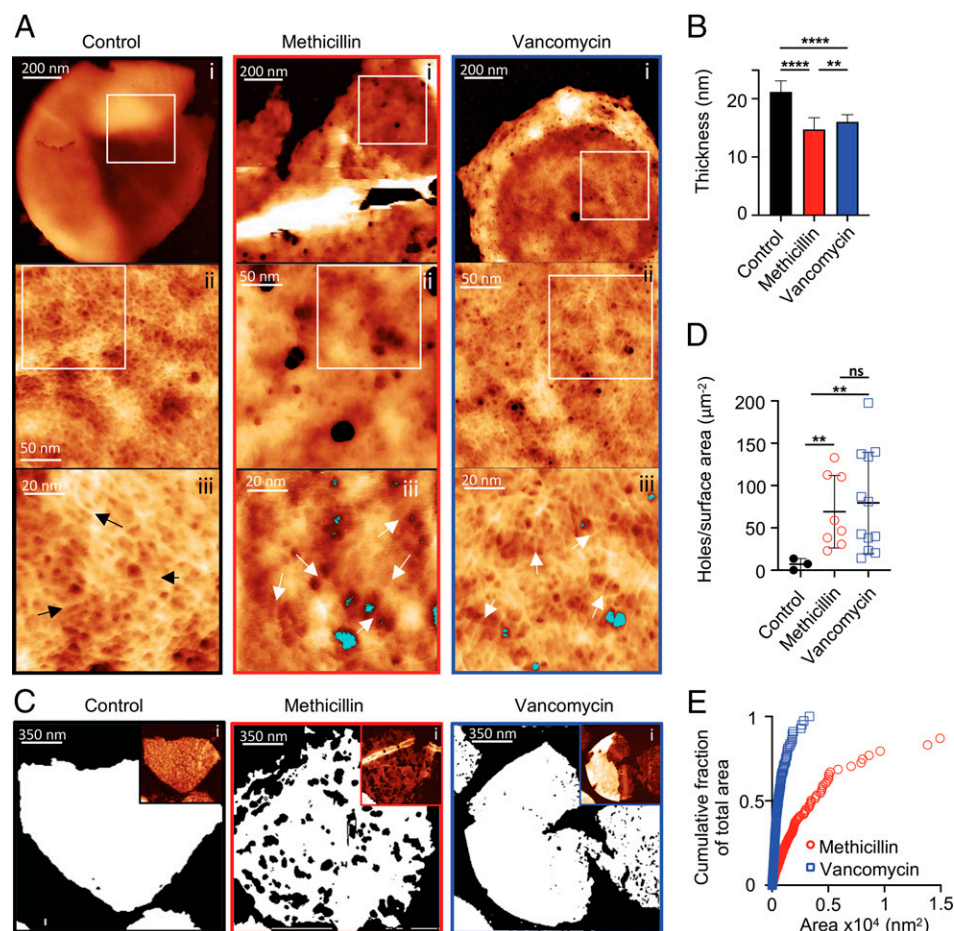 A
Control
Methicillin
Vancomycin
200 nm
i
200 nm
i
200 nm
i
ii
50 nm
50 nm
ii
50 nm
ii
20 nm
iii
20 nm
iii
20 nm
iii
B
****
**** **
Thickness (nm)
20
10
0
Control
Methicillin
Vancomycin
C
Control
Methicillin
Vancomycin
350 nm
i
350 nm
i
350 nm
i
D
ns
**
**
Holes/surface area (µm-2)
200
150
100
50
0
Control
Methicillin
Vancomycin
E
Cumulative fraction
of total area
1
0.5
0
Methicillin
Vancomycin
0
0.5
1.0
1.5
Area x10⁴ (nm²)